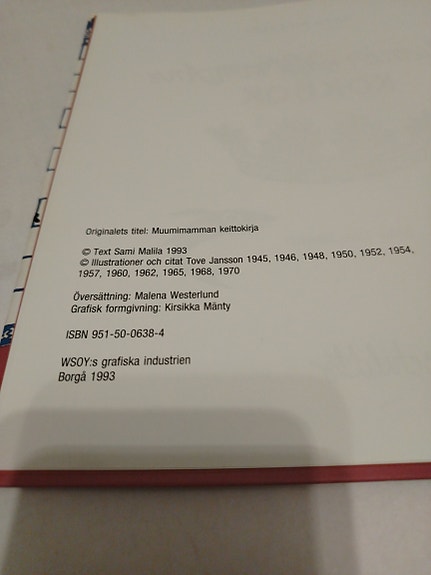 Originalets titel: Muumimamman keittokirja
© Text Sami Malila 1993
© Illustrationer och citat Tove Jansson 1945, 1946, 1948, 1950, 1952, 1954,
1957, 1960, 1962, 1965, 1968, 1970
Översättning: Malena Westerlund
Grafisk formgivning: Kirsikka Mänty
ISBN 951-50-0638-4
WSOY:s grafiska industrien
Borgå 1993